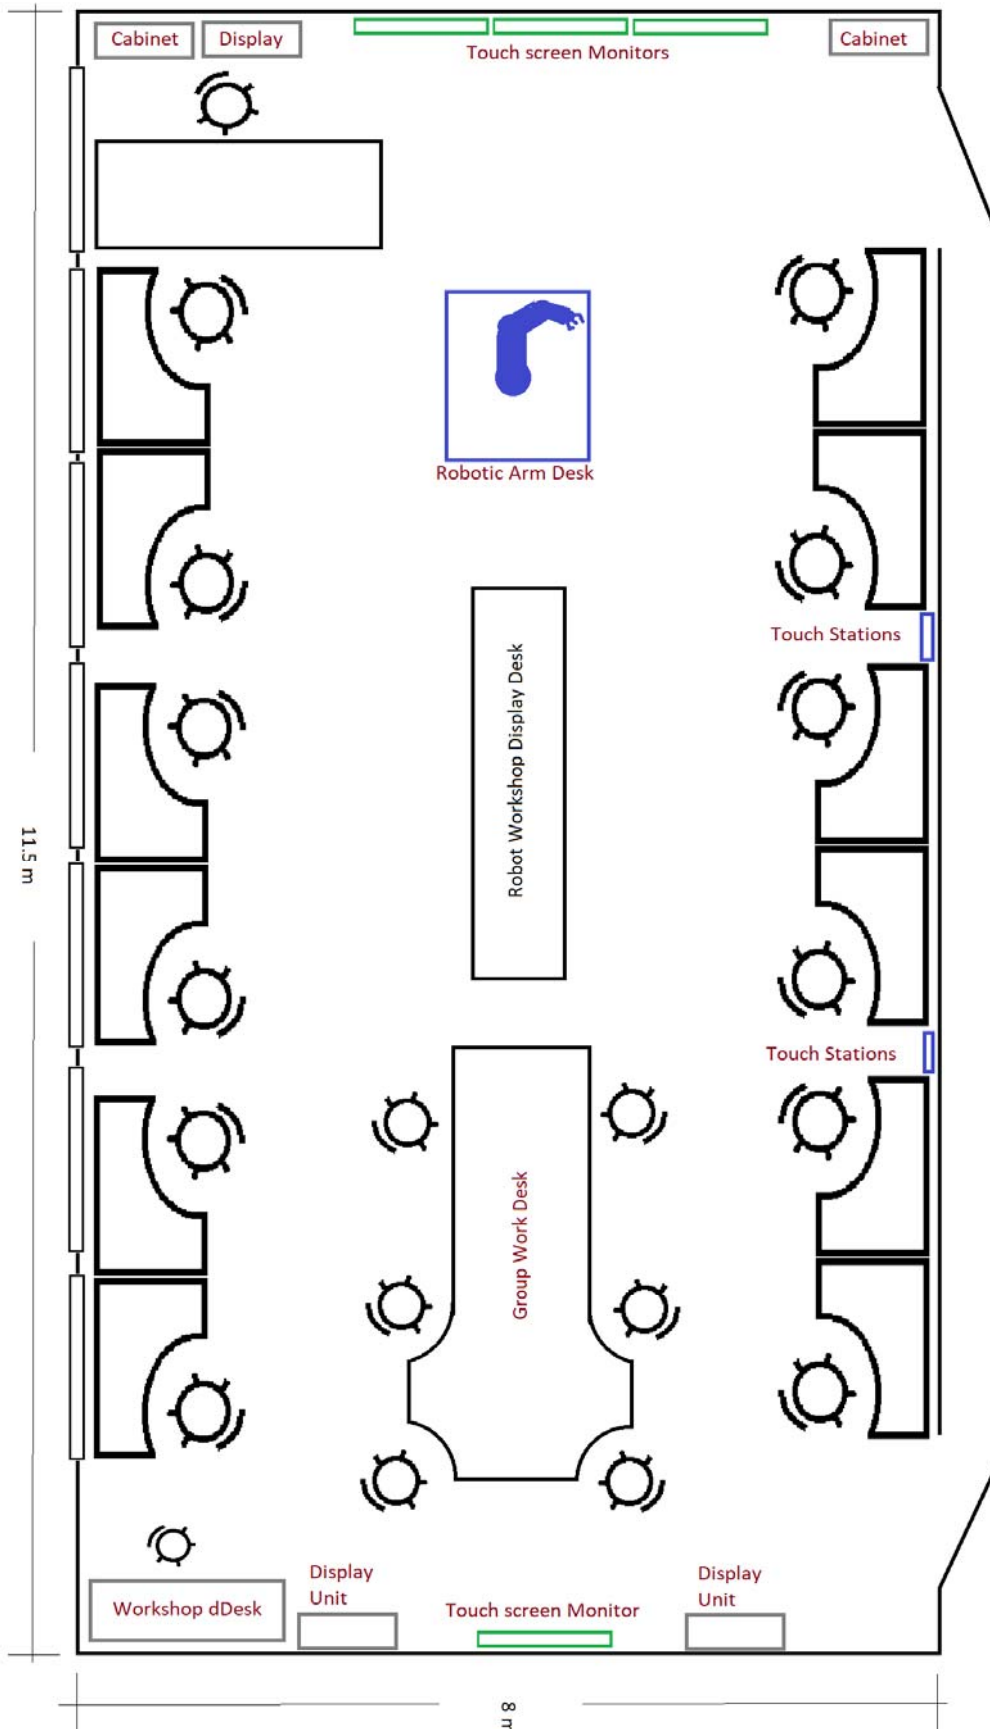 Cabinet
Display
Touch screen Monitors
Cabinet
Robotic Arm Desk
Touch Stations
Robot Workshop Display Desk
11.5 m
Touch Stations
Group Work Desk
Display
Unit
Display
Unit
Workshop dDesk
Touch screen Monitor
8 m